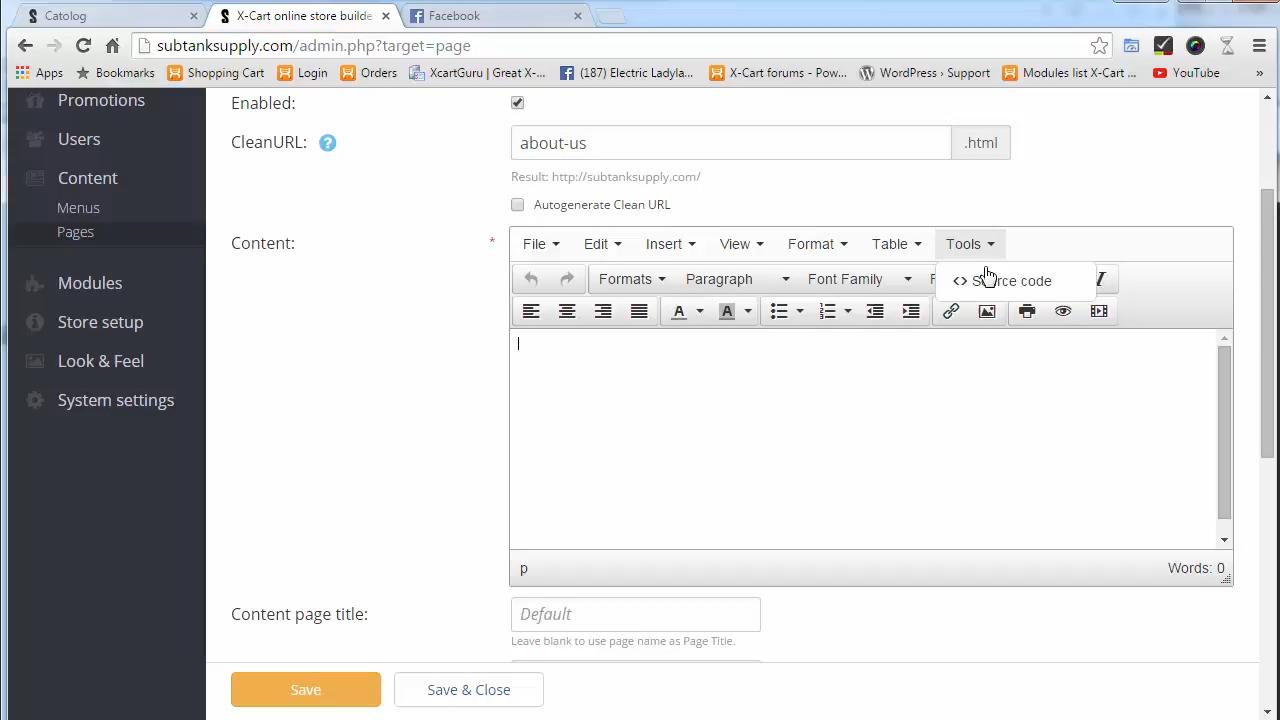 Catolog
X-Cart online store builde
Facebook
subtanksupply.com/admin.php?target=page
Apps Bookmarks Shopping Cart Login Orders XcartGuru | Great X-... (187) Electric Ladyla... X-Cart forums - Pow... WordPress › Support Modules list X-Cart ... YouTube »
Promotions
Users
Content
Menus
Pages
Modules
Store setup
Look & Feel
System settings
Enabled:
CleanURL: ? about-us .html
Result: http://subtanksupply.com/
Autogenerate Clean URL
Content: * File Edit Insert View Format Table Tools
Formats Paragraph Font Family F I
<> Source code
A A
p Words: 0
Content page title: Default
Leave blank to use page name as Page Title.
Save Save & Close